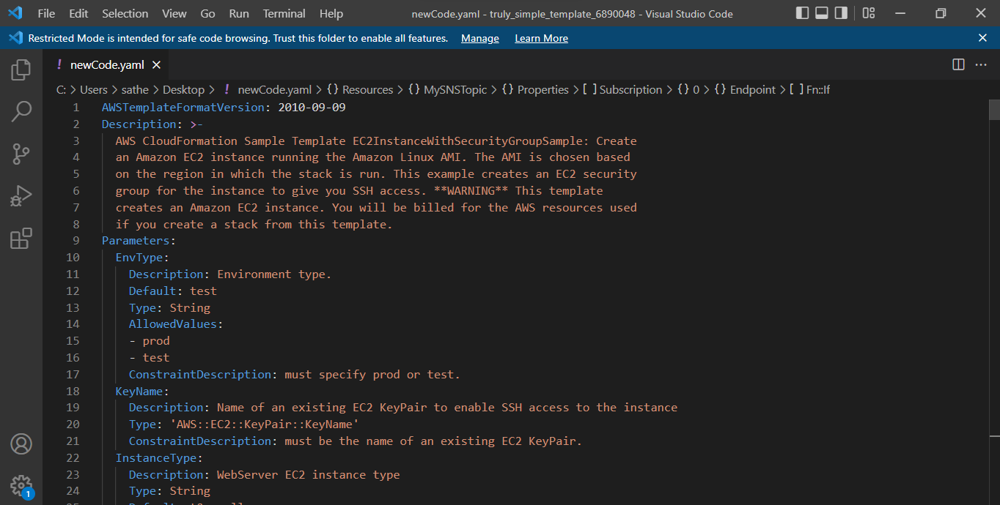 File Edit Selection View Go Run Terminal Help newCode.yaml - truly_simple_template_6890048 - Visual Studio Code
Restricted Mode is intended for safe code browsing. Trust this folder to enable all features. Manage Learn More
! newCode.yaml
C: > Users > sathe > Desktop > ! newCode.yaml > {} Resources > {} MySNSTopic > {} Properties > [ ] Subscription > {} 0 > {} Endpoint > [ ] Fn::If
1 AWSTemplateFormatVersion: 2010-09-09
2 Description: >-
3 AWS CloudFormation Sample Template EC2InstanceWithSecurityGroupSample: Create
4 an Amazon EC2 instance running the Amazon Linux AMI. The AMI is chosen based
5 on the region in which the stack is run. This example creates an EC2 security
6 group for the instance to give you SSH access. **WARNING** This template
7 creates an Amazon EC2 instance. You will be billed for the AWS resources used
8 if you create a stack from this template.
9 Parameters:
10 EnvType:
11 Description: Environment type.
12 Default: test
13 Type: String
14 AllowedValues:
15 - prod
16 - test
17 ConstraintDescription: must specify prod or test.
18 KeyName:
19 Description: Name of an existing EC2 KeyPair to enable SSH access to the instance
20 Type: 'AWS::EC2::KeyPair::KeyName'
21 ConstraintDescription: must be the name of an existing EC2 KeyPair.
22 InstanceType:
23 Description: WebServer EC2 instance type
24 Type: String
1